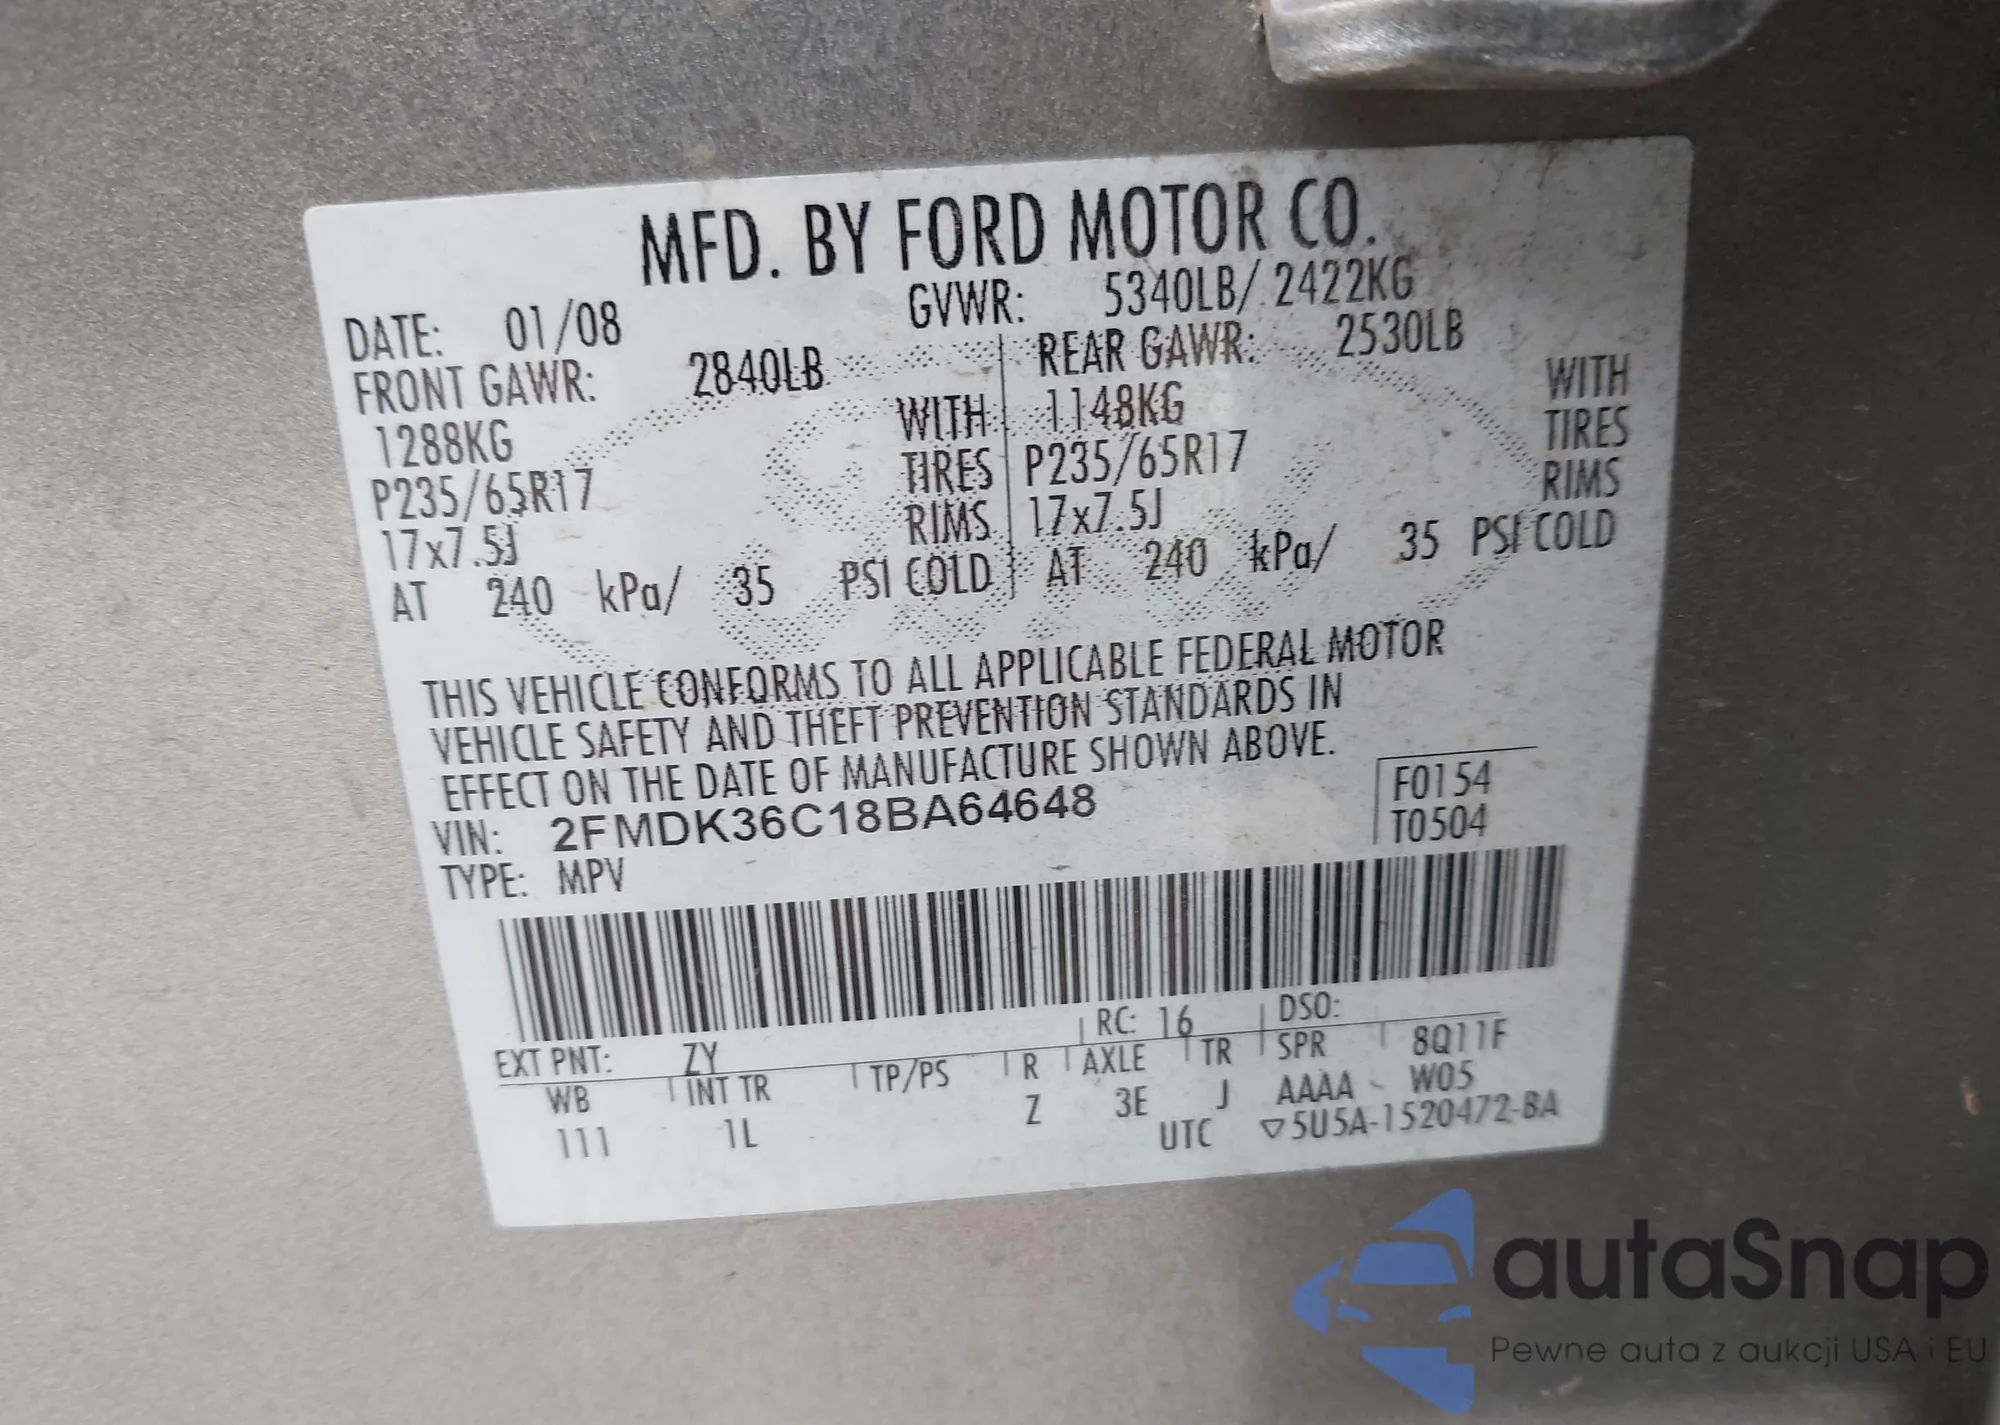 MFD. BY FORD MOTOR CO.
DATE: 01/08 GVWR: 5340LB/ 2422KG
FRONT GAWR: 2840LB REAR GAWR: 2530LB
1288KG WITH 1148KG WITH
P235/65R17 TIRES P235/65R17 TIRES
17x7.5J RIMS 17x7.5J RIMS
AT 240 kPa/ 35 PSI COLD AT 240 kPa/ 35 PSI COLD
THIS VEHICLE CONFORMS TO ALL APPLICABLE FEDERAL MOTOR
VEHICLE SAFETY AND THEFT PREVENTION STANDARDS IN
EFFECT ON THE DATE OF MANUFACTURE SHOWN ABOVE.
VIN: 2FMDK36C18BA64648 F0154
TYPE: MPV T0504
EXT PNT: ZY RC: 16 DSO:
WB INT TR TP/PS R AXLE TR SPR 8Q11F
111 1L Z 3E J AAAA W05
UTC ▽5U5A-1520472-BA
autaSnap
Pewne auta z aukcji USA i EU